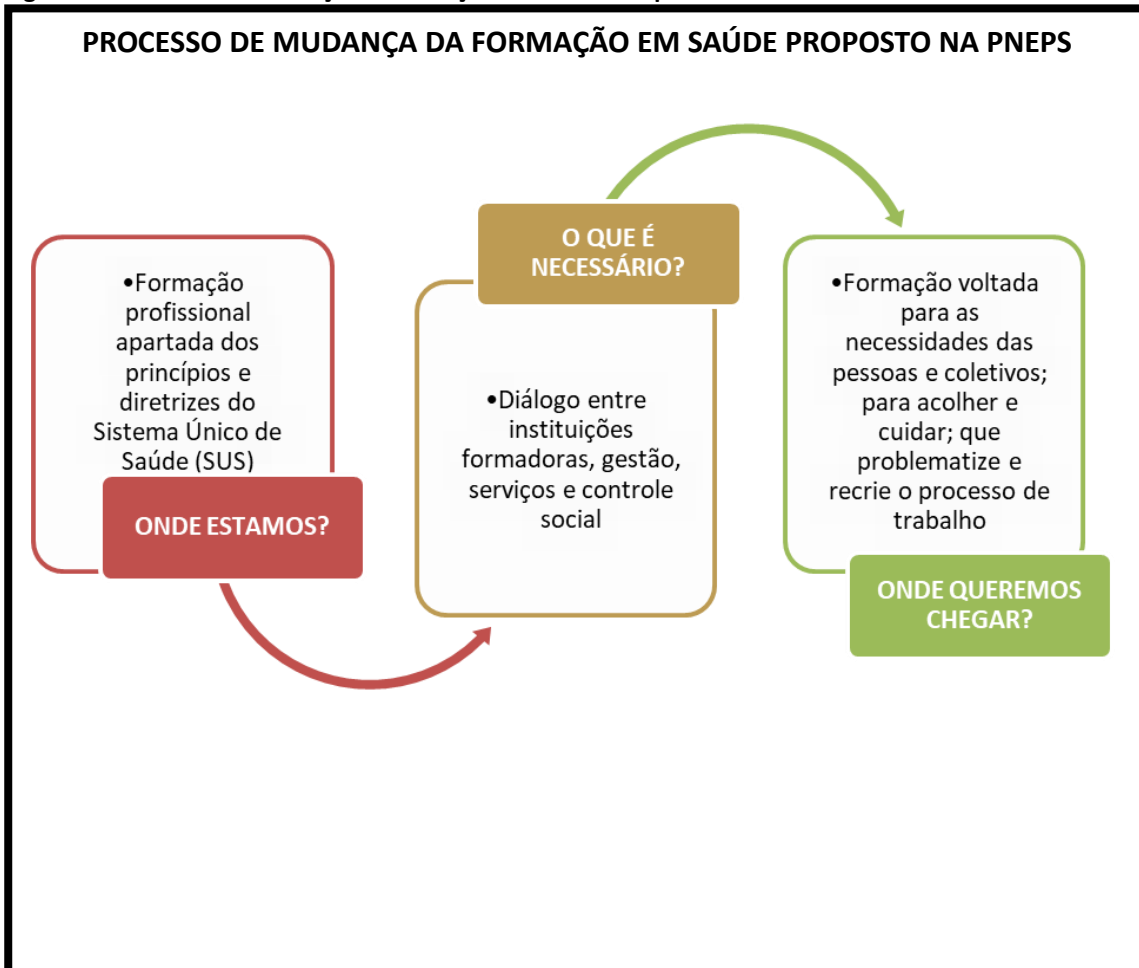 PROCESSO DE MUDANÇA DA FORMAÇÃO EM SAÚDE PROPOSTO NA PNEPS
•Formação
profissional
apartada dos
princípios e
diretrizes do
Sistema Único de
Saúde (SUS)
ONDE ESTAMOS?
O QUE É
NECESSÁRIO?
•Diálogo entre
instituições
formadoras, gestão,
serviços e controle
social
•Formação voltada
para as
necessidades das
pessoas e coletivos;
para acolher e
cuidar; que
problematize e
recrie o processo de
trabalho
ONDE QUEREMOS
CHEGAR?